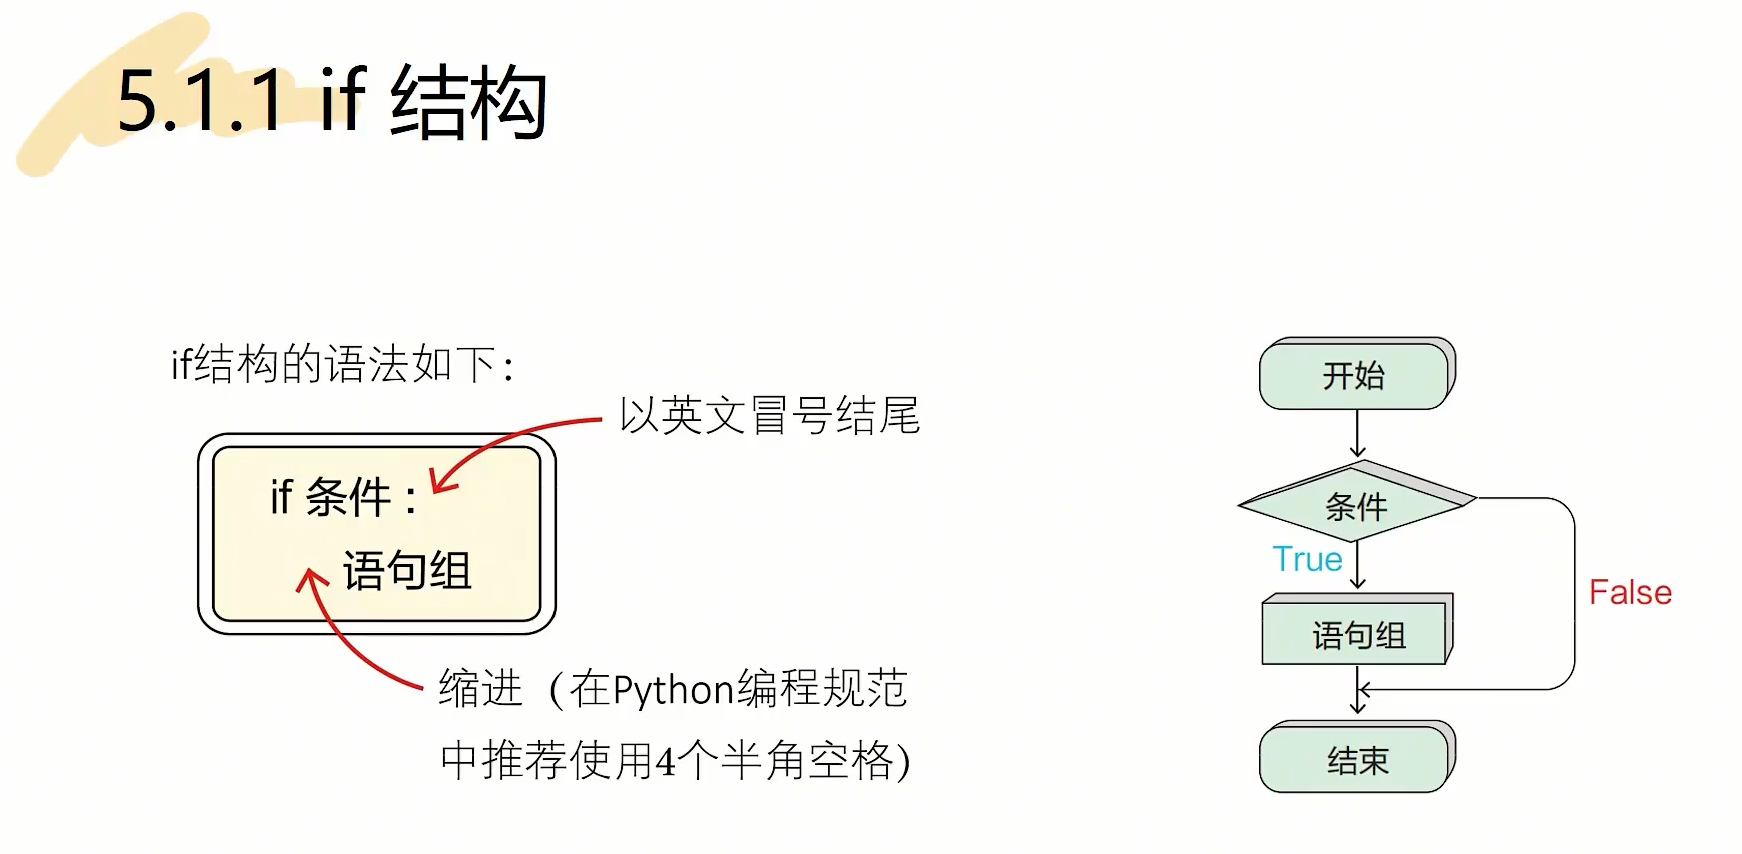 5.1.1 if 结构
if结构的语法如下：
以英文冒号结尾
if 条件：
语句组
缩进（在Python编程规范
中推荐使用4个半角空格)
开始
条件
True
False
语句组
结束